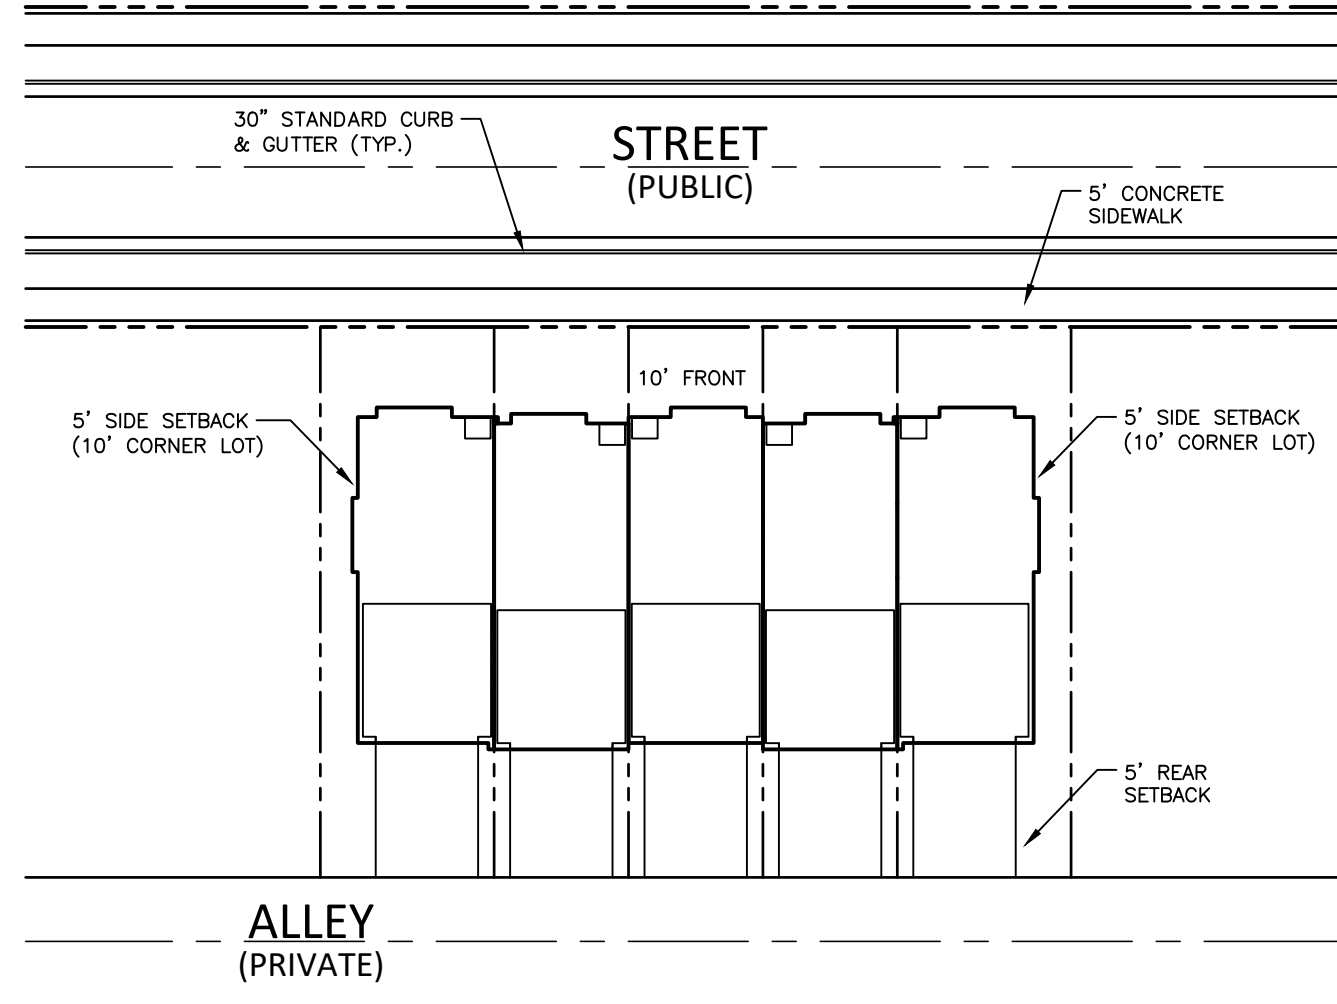 30" STANDARD CURB
& GUTTER (TYP.)
STREET
(PUBLIC)
5' CONCRETE
SIDEWALK
10' FRONT
5' SIDE SETBACK
(10' CORNER LOT)
5' SIDE SETBACK
(10' CORNER LOT)
5' REAR
SETBACK
ALLEY
(PRIVATE)